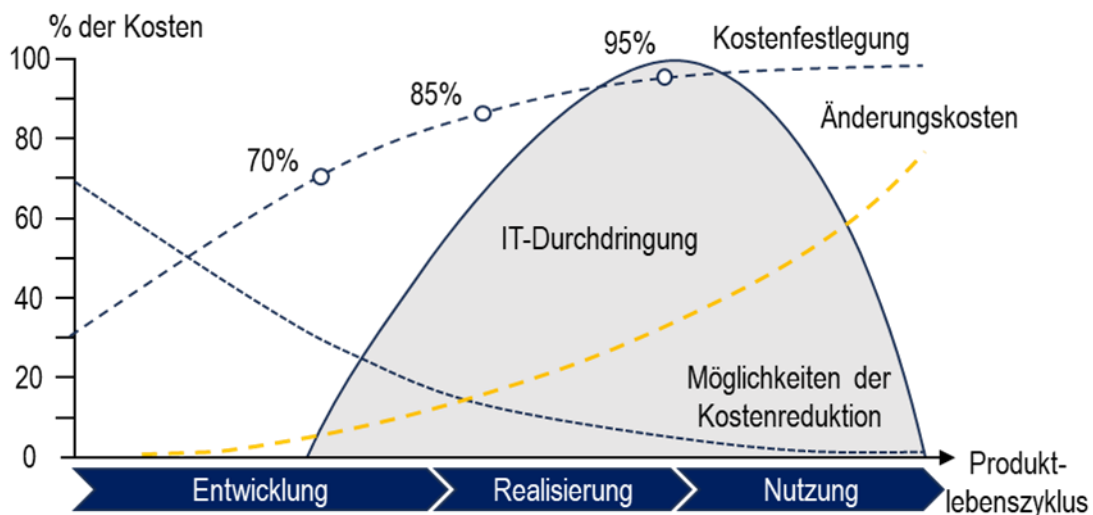 % der Kosten
100
80
60
40
20
0
70%
85%
95%
Kostenfestlegung
Änderungskosten
IT-Durchdringung
Möglichkeiten der
Kostenreduktion
Entwicklung
Realisierung
Nutzung
Produkt-
lebenszyklus